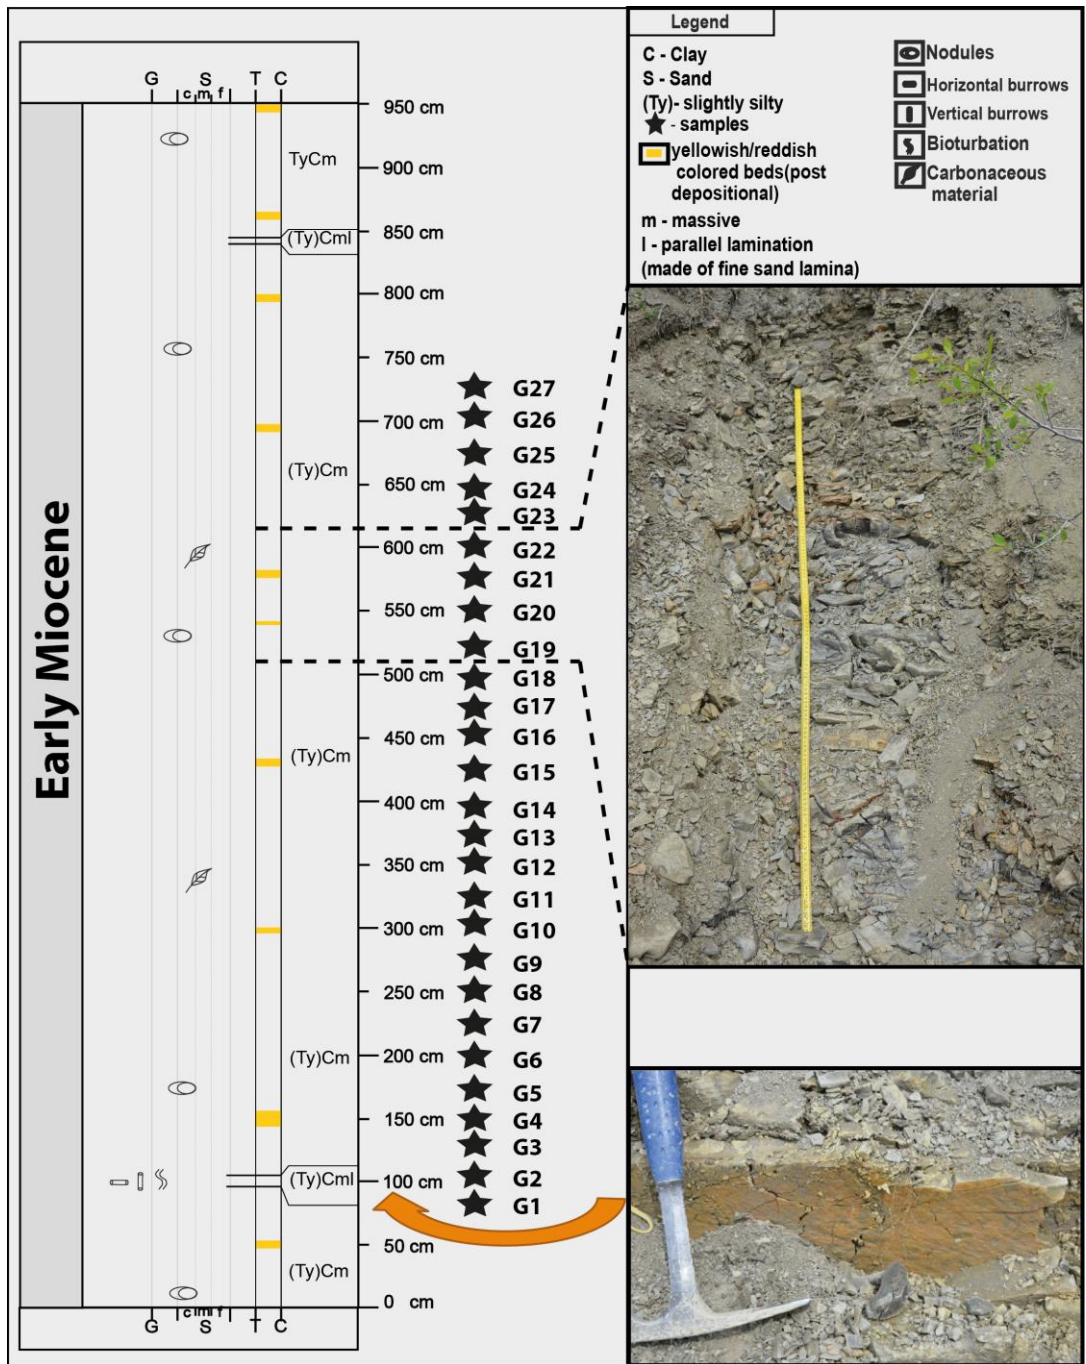 Legend
C - Clay
S - Sand
(Ty)- slightly silty
- samples
yellowish/reddish
colored beds(post
depositional)
m - massive
l - parallel lamination
(made of fine sand lamina)
Nodules
Horizontal burrows
Vertical burrows
Bioturbation
Carbonaceous
material
G S T C
c m f
Early Miocene
950 cm
TyCm
900 cm
850 cm
(Ty)Cml
800 cm
750 cm
G27
700 cm
G26
G25
(Ty)Cm
650 cm
G24
G23
600 cm
G22
G21
550 cm
G20
G19
500 cm
G18
G17
450 cm
G16
(Ty)Cm
G15
400 cm
G14
G13
350 cm
G12
G11
300 cm
G10
G9
250 cm
G8
G7
(Ty)Cm
200 cm
G6
G5
150 cm
G4
G3
(Ty)Cml
100 cm
G2
G1
50 cm
(Ty)Cm
0 cm
c m f
G S T C